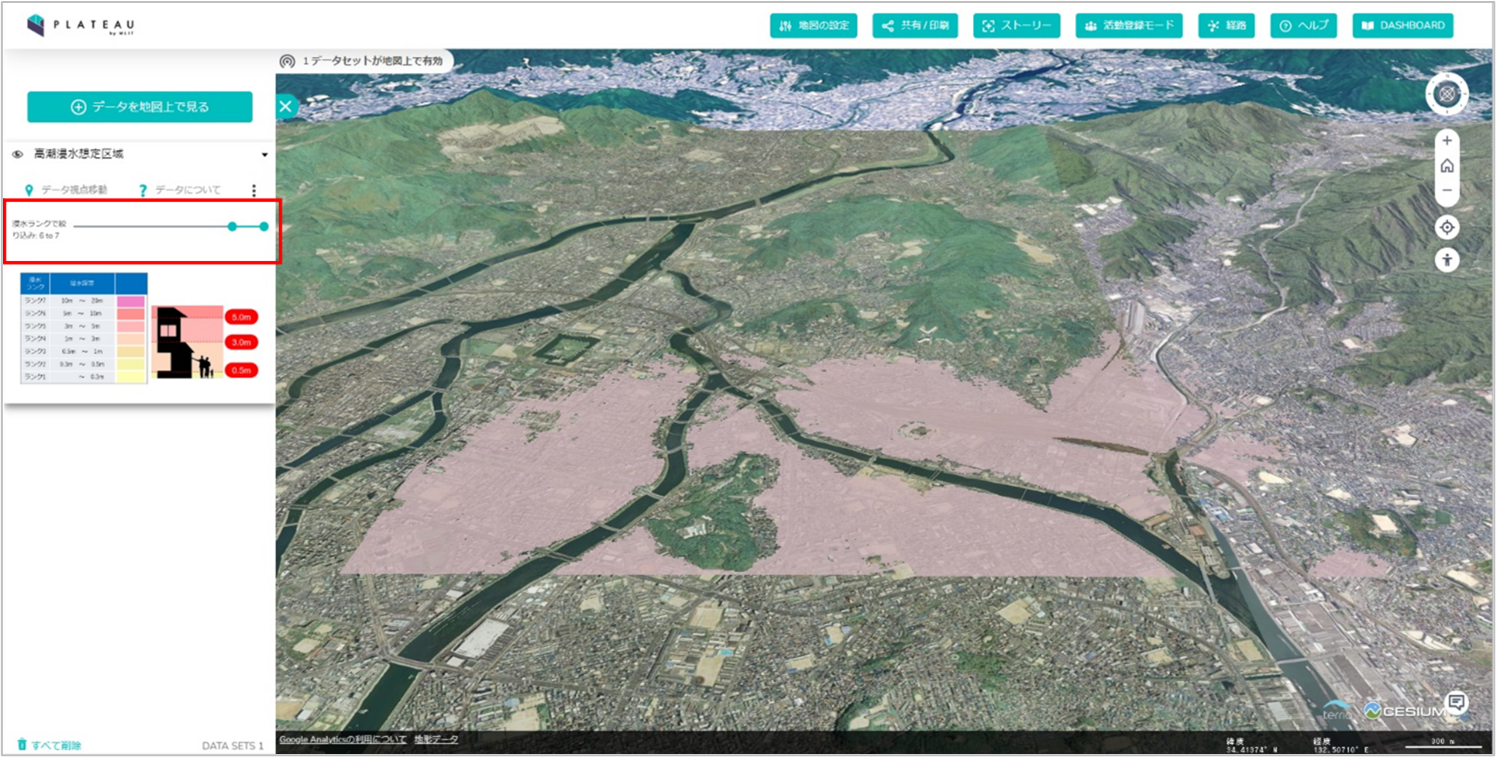 PLATEAU
by MLIT
地図の設定
共有 / 印刷
ストーリー
活動登録モード
経路
ヘルプ
DASHBOARD
1 データセットが地図上で有効
データを地図上で見る
高潮浸水想定区域
データ視点移動
データについて
浸水ランクで絞
り込み: 6 to 7
浸水
ランク
浸水深度
ランク7 10m ～ 20m
ランク6 5m ～ 10m
ランク5 3m ～ 5m
ランク4 1m ～ 3m
ランク3 0.5m ～ 1m
ランク2 0.3m ～ 0.5m
ランク1 ～ 0.3m
5.0m
3.0m
0.5m
すべて削除
DATA SETS 1
Google Analyticsの利用について
地形データ
terria
CESIUM
緯度
34.41374° N
経度
132.50710° E
300 m